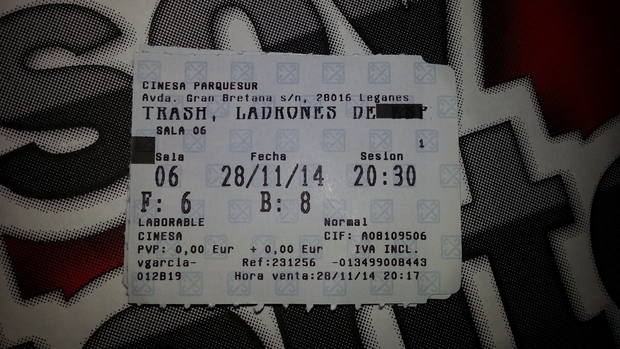 CINESA PARQUESUR
Avda. Gran Bretana s/n, 28016 Leganes
TRASH, LADRONES DE
SALA 06
1
Sala Fecha Sesion
06 28/11/14 20:30
F: 6 B: 8
LABORABLE Normal
CINESA CIF: A08109506
PVP: 0,00 Eur + 0,00 Eur IVA INCL.
vgarcia- Ref:231256 -013499008443
012B19 Hora venta:28/11/14 20:17